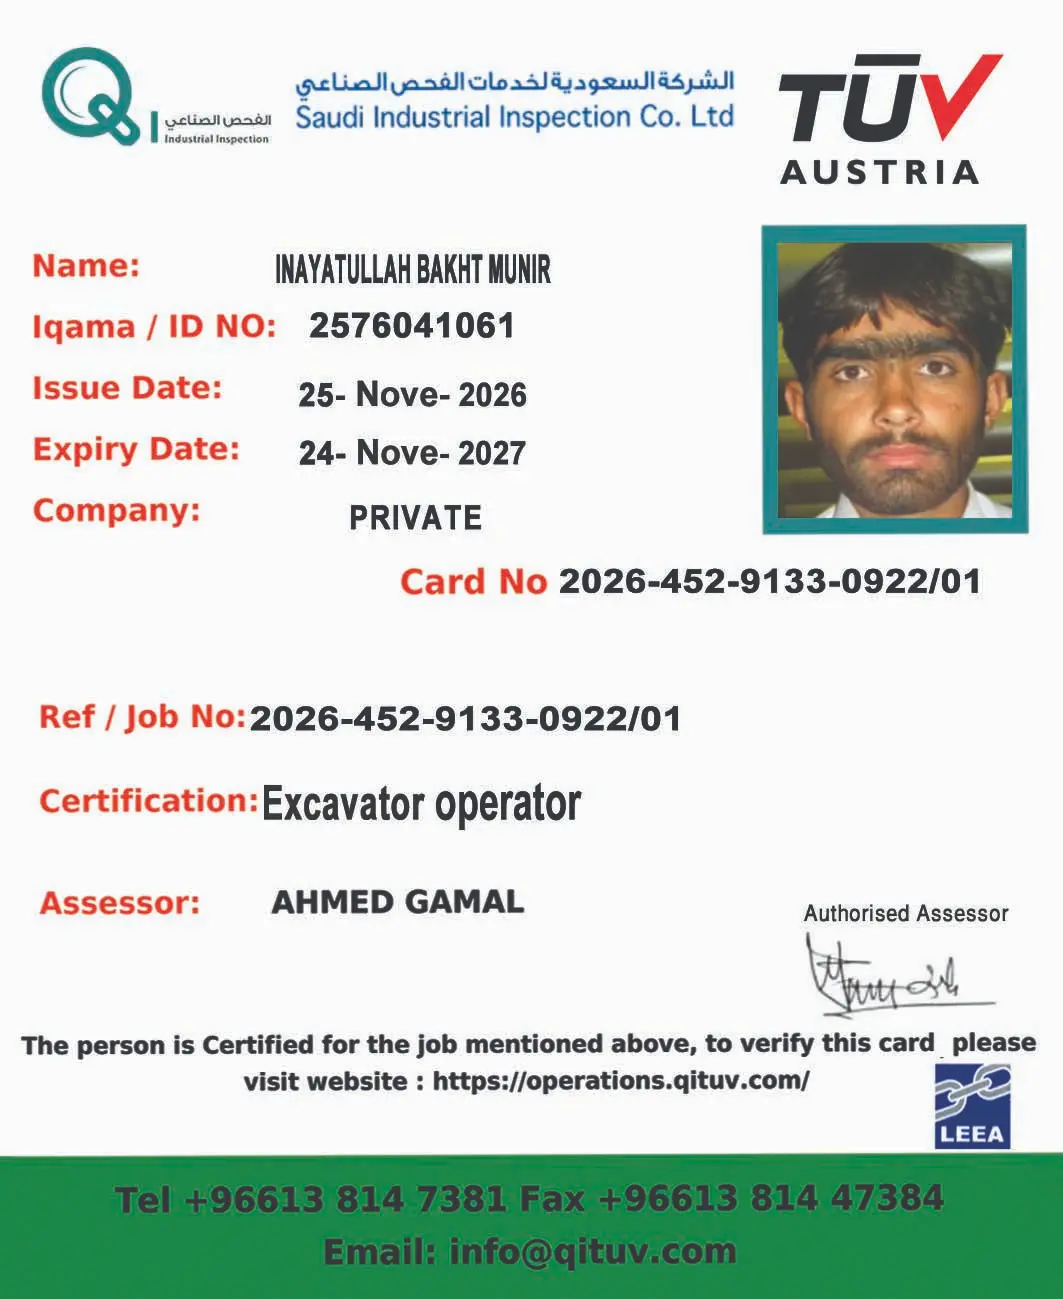 الفحص الصناعي
Industrial Inspection
الشركة السعودية لخدمات الفحص الصناعي
Saudi Industrial Inspection Co. Ltd
TÜV
AUSTRIA
Name: INAYATULLAH BAKHT MUNIR
Iqama / ID NO: 2576041061
Issue Date: 25- Nove- 2026
Expiry Date: 24- Nove- 2027
Company: PRIVATE
Card No 2026-452-9133-0922/01
Ref / Job No: 2026-452-9133-0922/01
Certification: Excavator operator
Assessor: AHMED GAMAL
Authorised Assessor
The person is Certified for the job mentioned above, to verify this card please
visit website : https://operations.qituv.com/
LEEA
Tel +96613 814 7381 Fax +96613 814 47384
Email: info@qituv.com